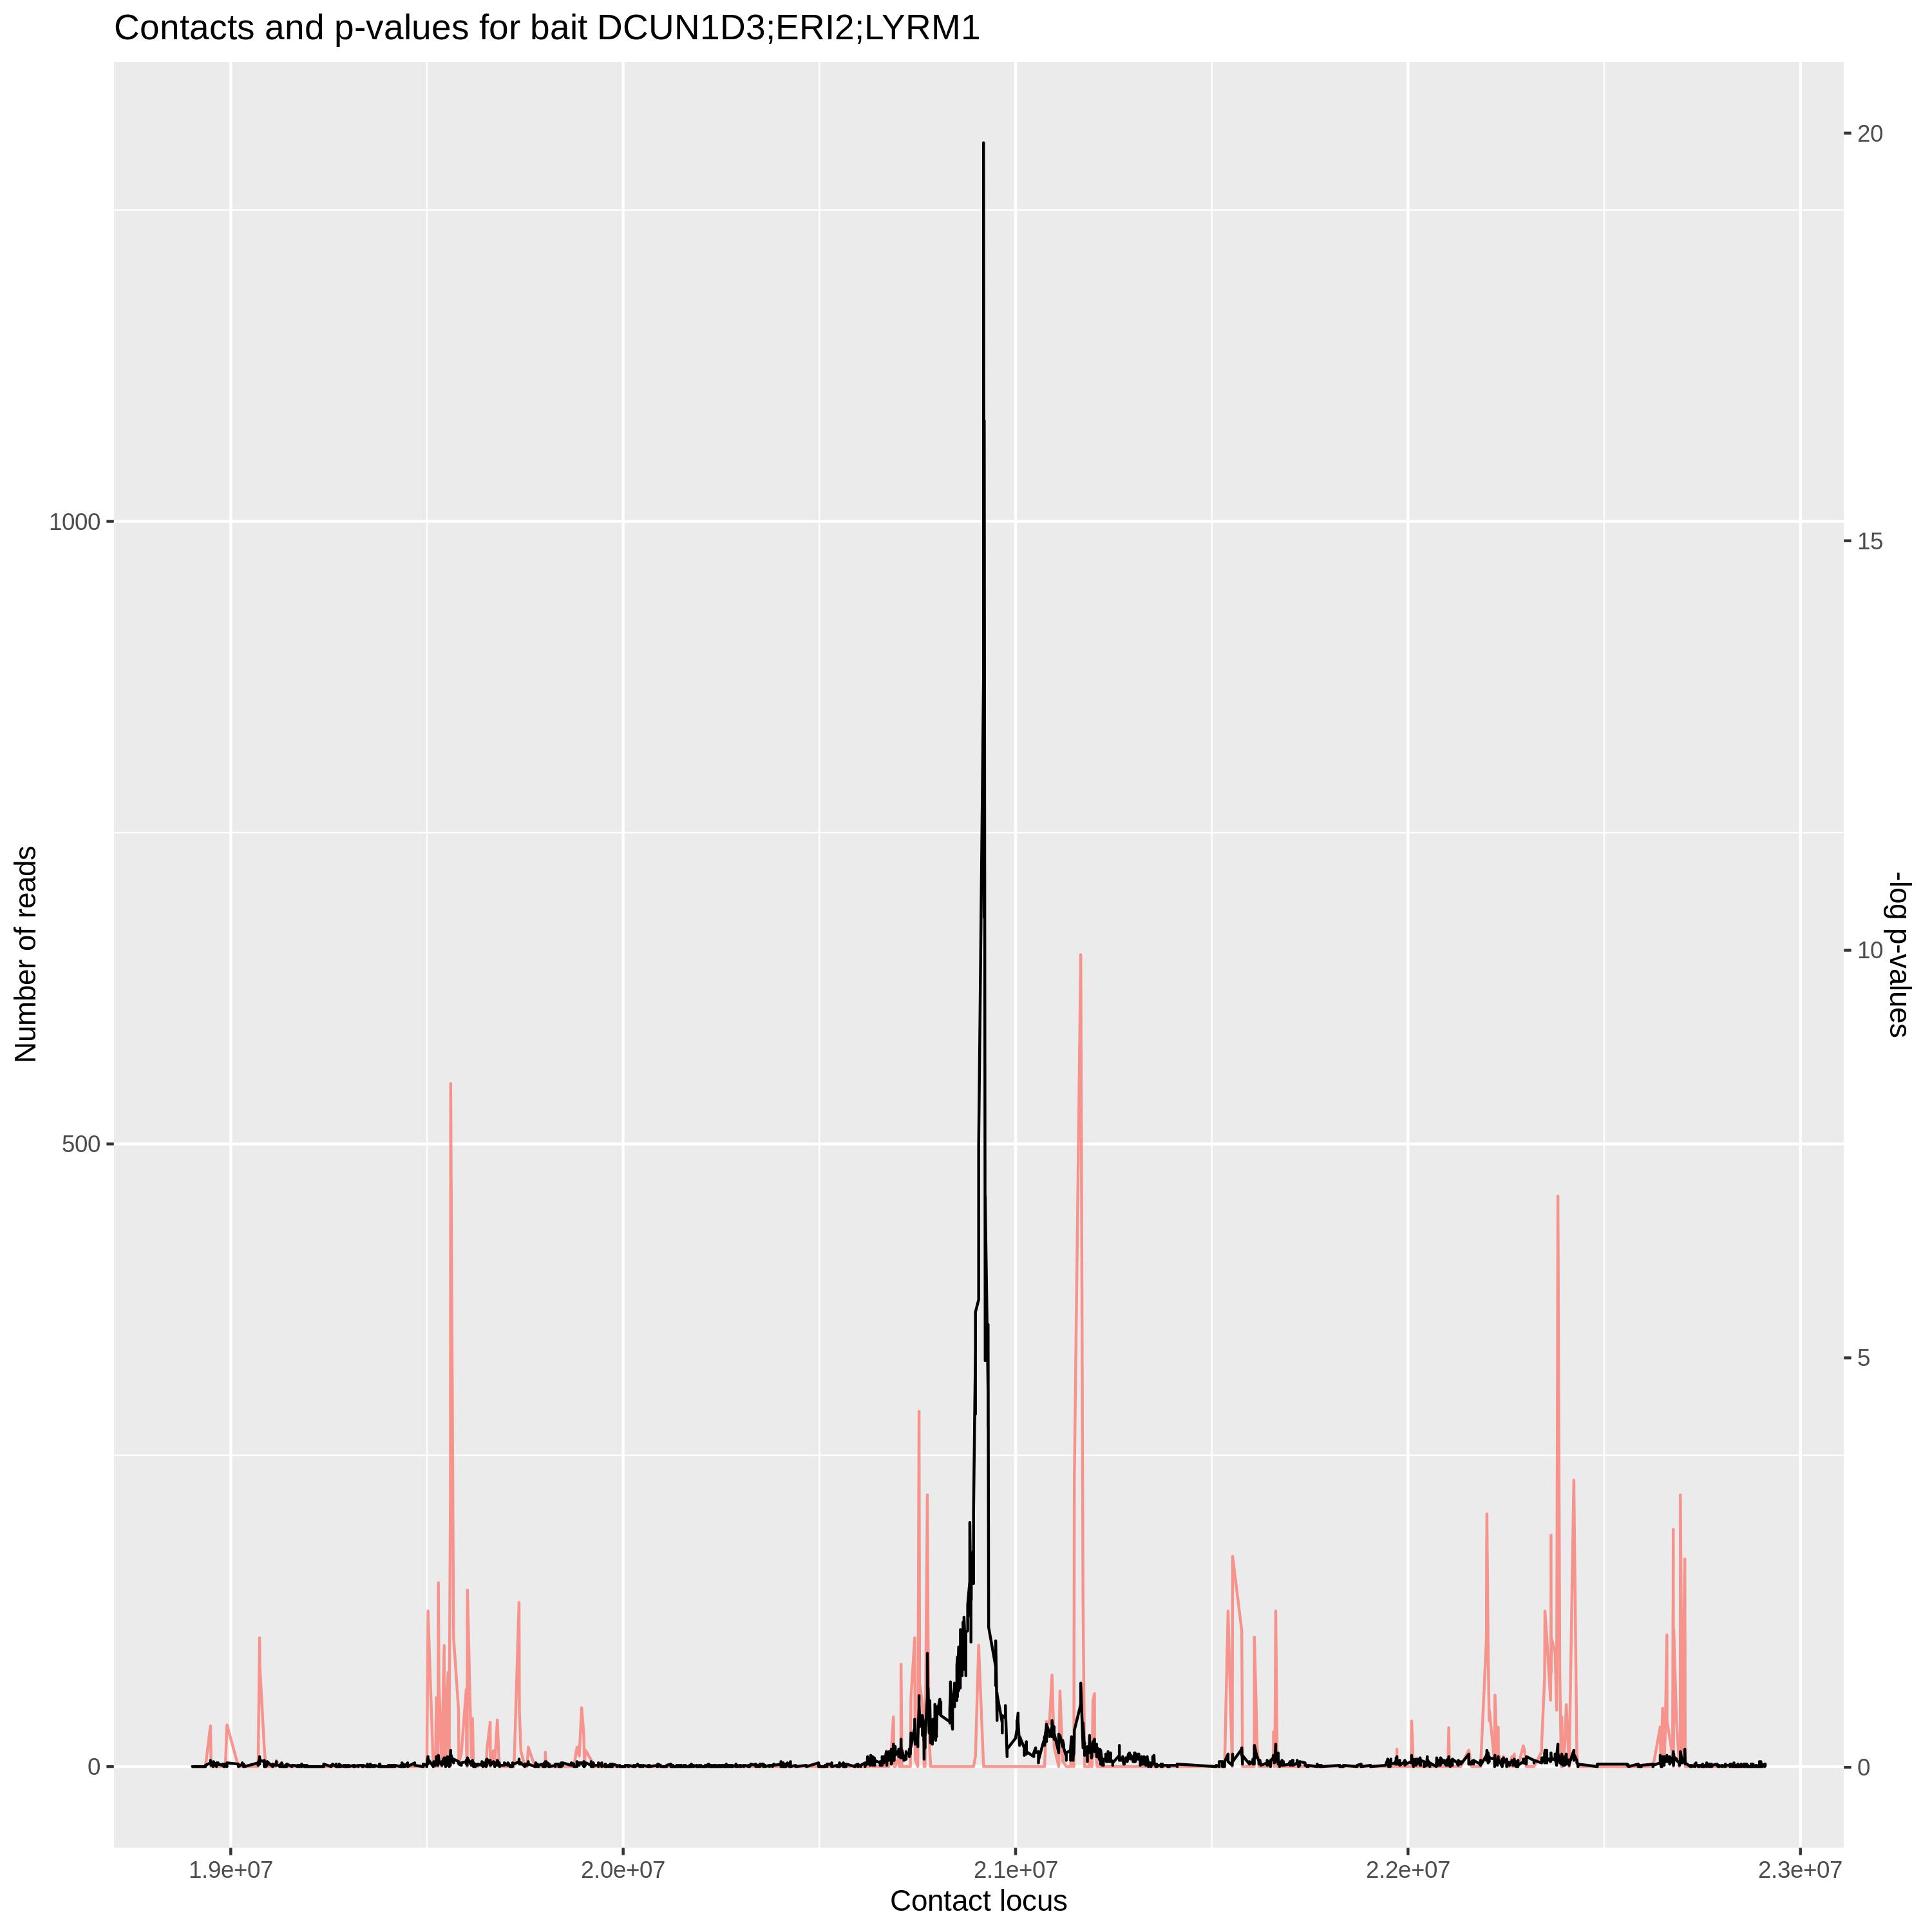 Contacts and p-values for bait DCUN1D3;ERI2;LYRM1
Number of reads
1000
500
0
20
15
10
5
0
-log p-values
1.9e+07
2.0e+07
2.1e+07
2.2e+07
2.3e+07
Contact locus